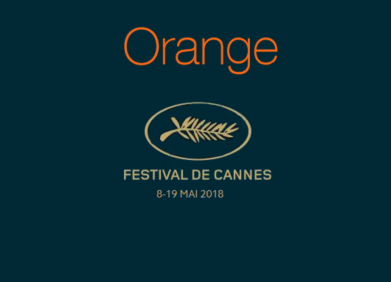 Orange
FESTIVAL DE CANNES
8-19 MAI 2018